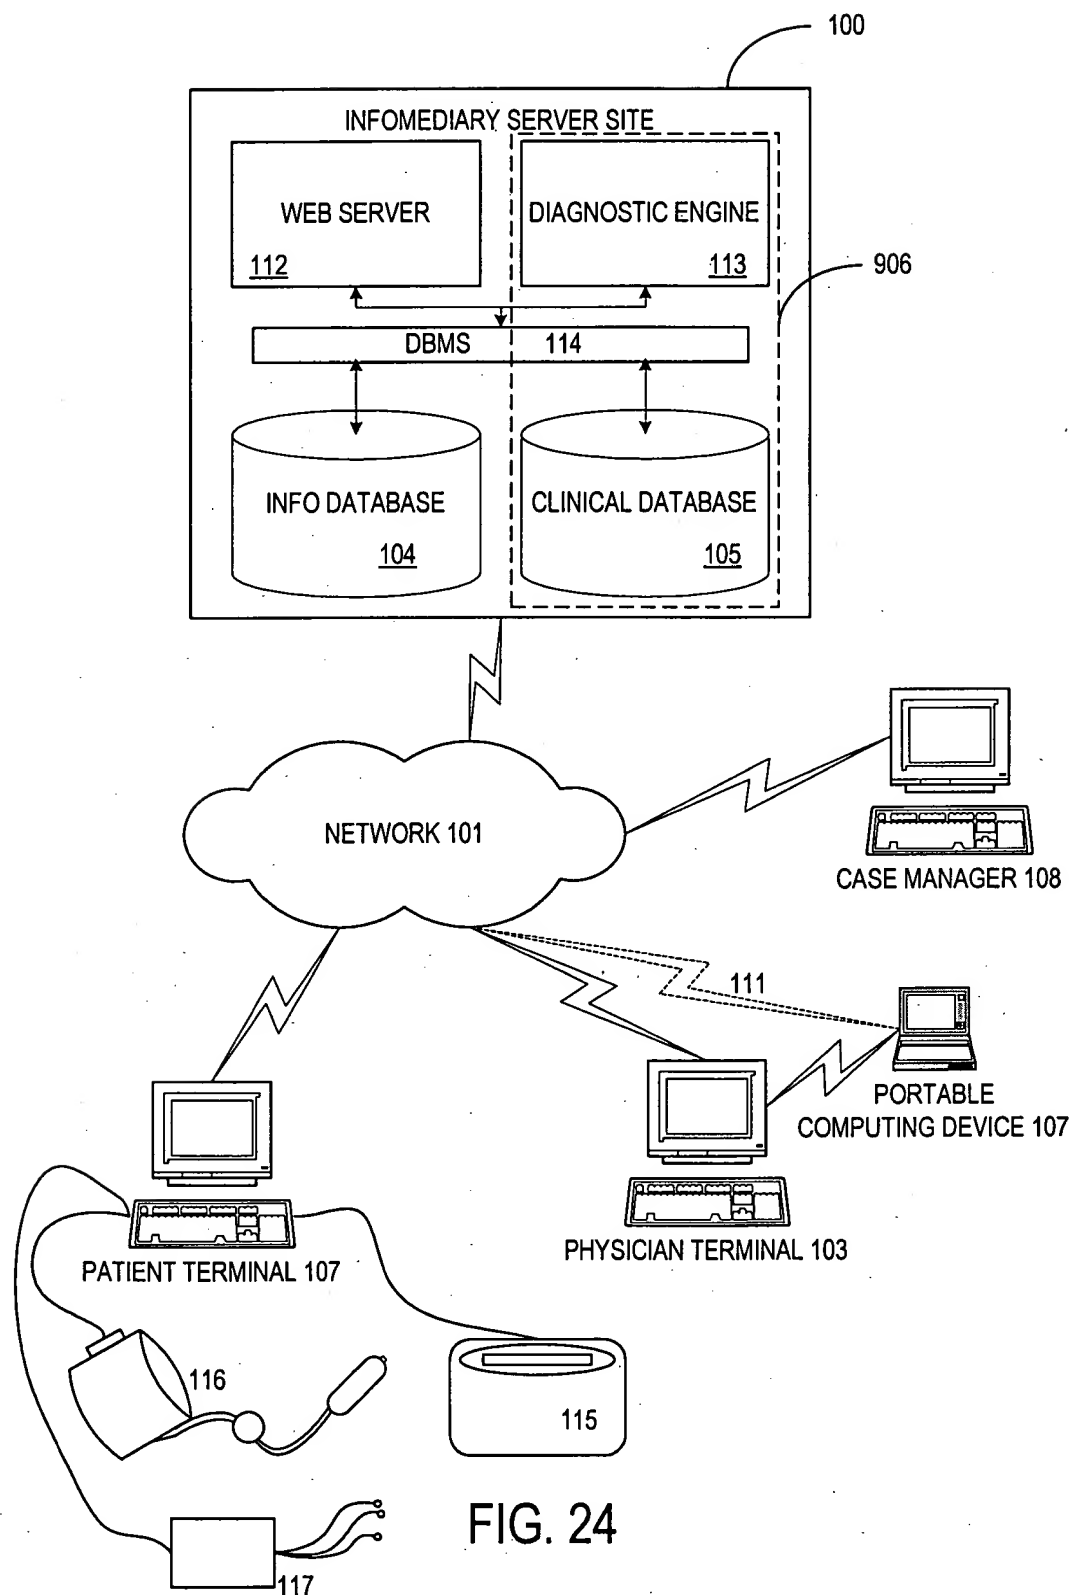 100
INFOMEDIARY SERVER SITE
WEB SERVER
112
DIAGNOSTIC ENGINE
113
906
DBMS 114
INFO DATABASE
104
CLINICAL DATABASE
105
NETWORK 101
CASE MANAGER 108
111
PORTABLE
COMPUTING DEVICE 107
PHYSICIAN TERMINAL 103
PATIENT TERMINAL 107
116
115
117
FIG. 24